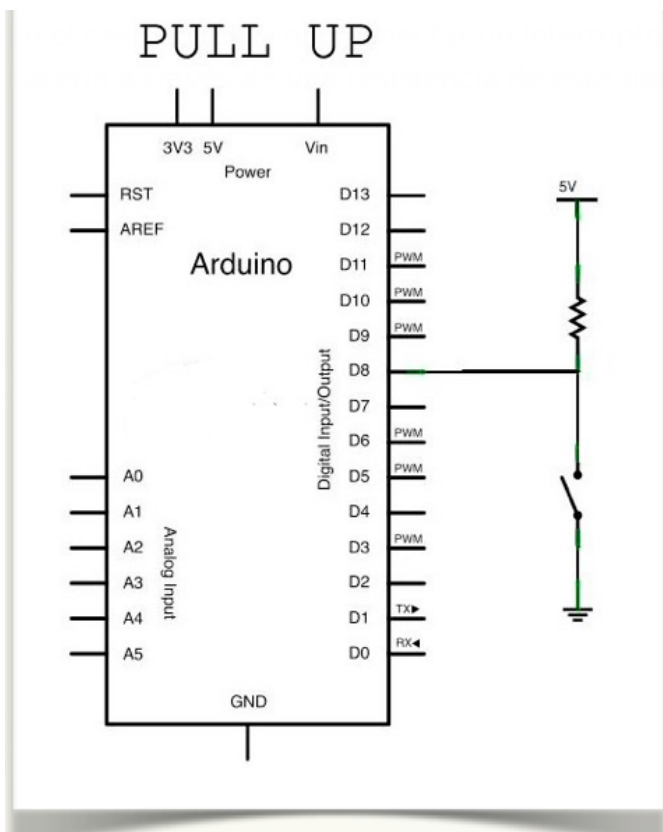 PULL UP
3V3 5V Vin
Power
RST D13
AREF D12
Arduino
D11 PWM
D10 PWM
D9 PWM
D8
Digital Input/Output
D7
D6 PWM
A0 D5 PWM
A1 D4
A2 D3 PWM
Analog Input
A3 D2
A4 D1 TX▶
A5 D0 RX◀
GND
5V